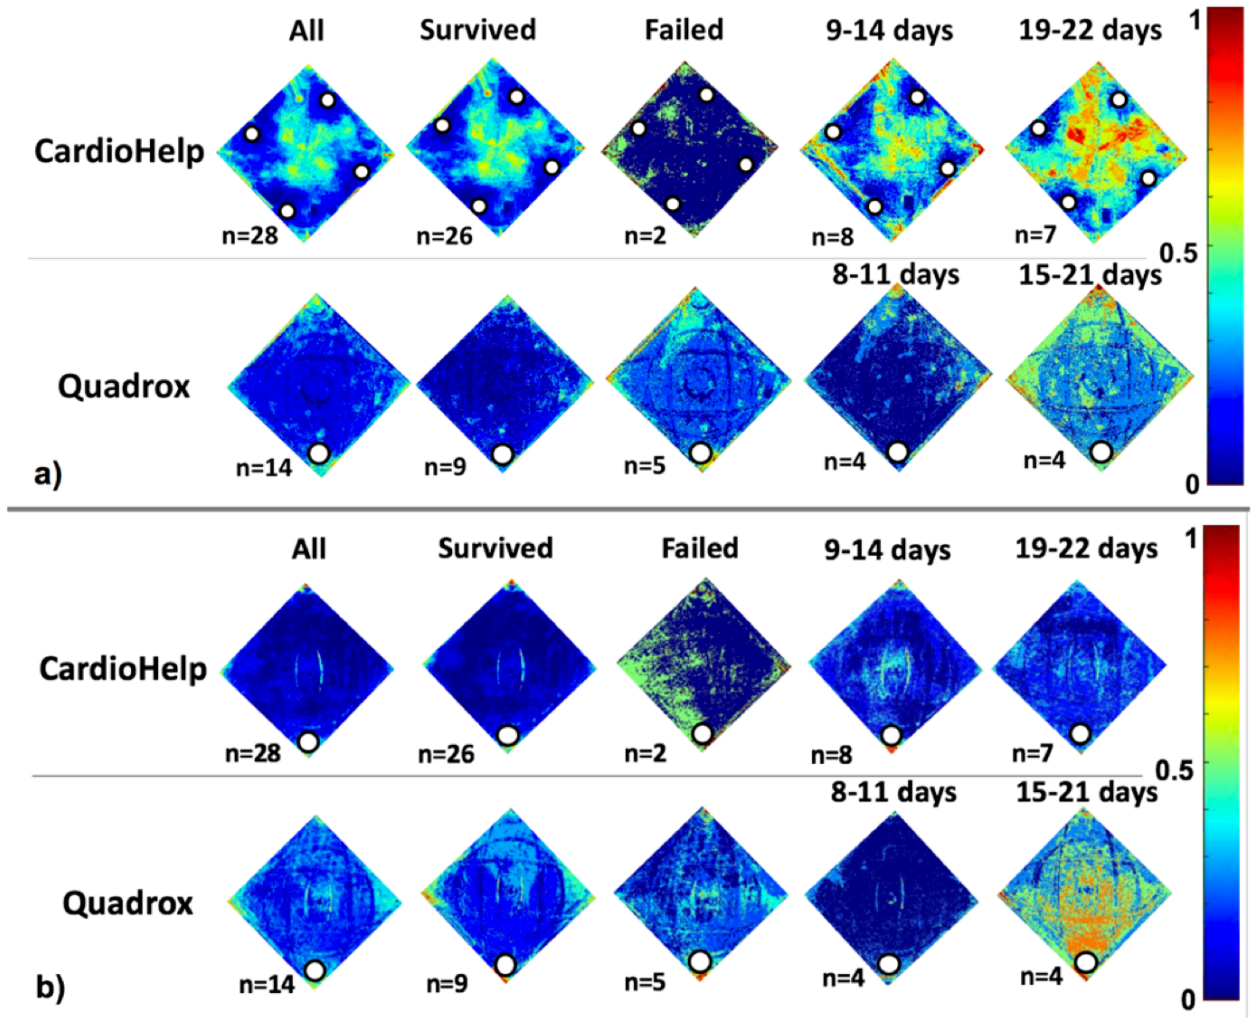 All Survived Failed 9-14 days 19-22 days
1
CardioHelp
n=28 n=26 n=2 n=8 n=7
0.5
8-11 days 15-21 days
Quadrox
n=14 n=9 n=5 n=4 n=4
a)
0
All Survived Failed 9-14 days 19-22 days
1
CardioHelp
n=28 n=26 n=2 n=8 n=7
0.5
8-11 days 15-21 days
Quadrox
n=14 n=9 n=5 n=4 n=4
b)
0